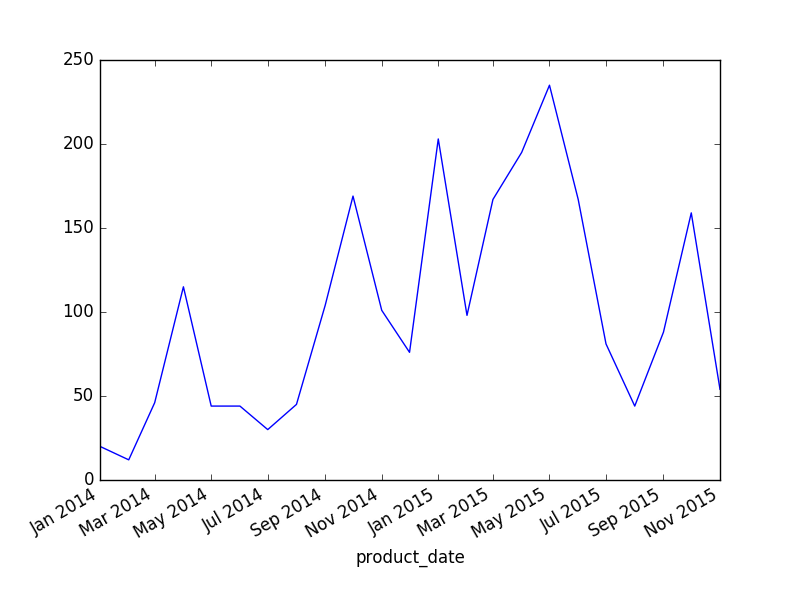 250
200
150
100
50
0
Jan 2014
Mar 2014
May 2014
Jul 2014
Sep 2014
Nov 2014
Jan 2015
Mar 2015
May 2015
Jul 2015
Sep 2015
Nov 2015
product_date